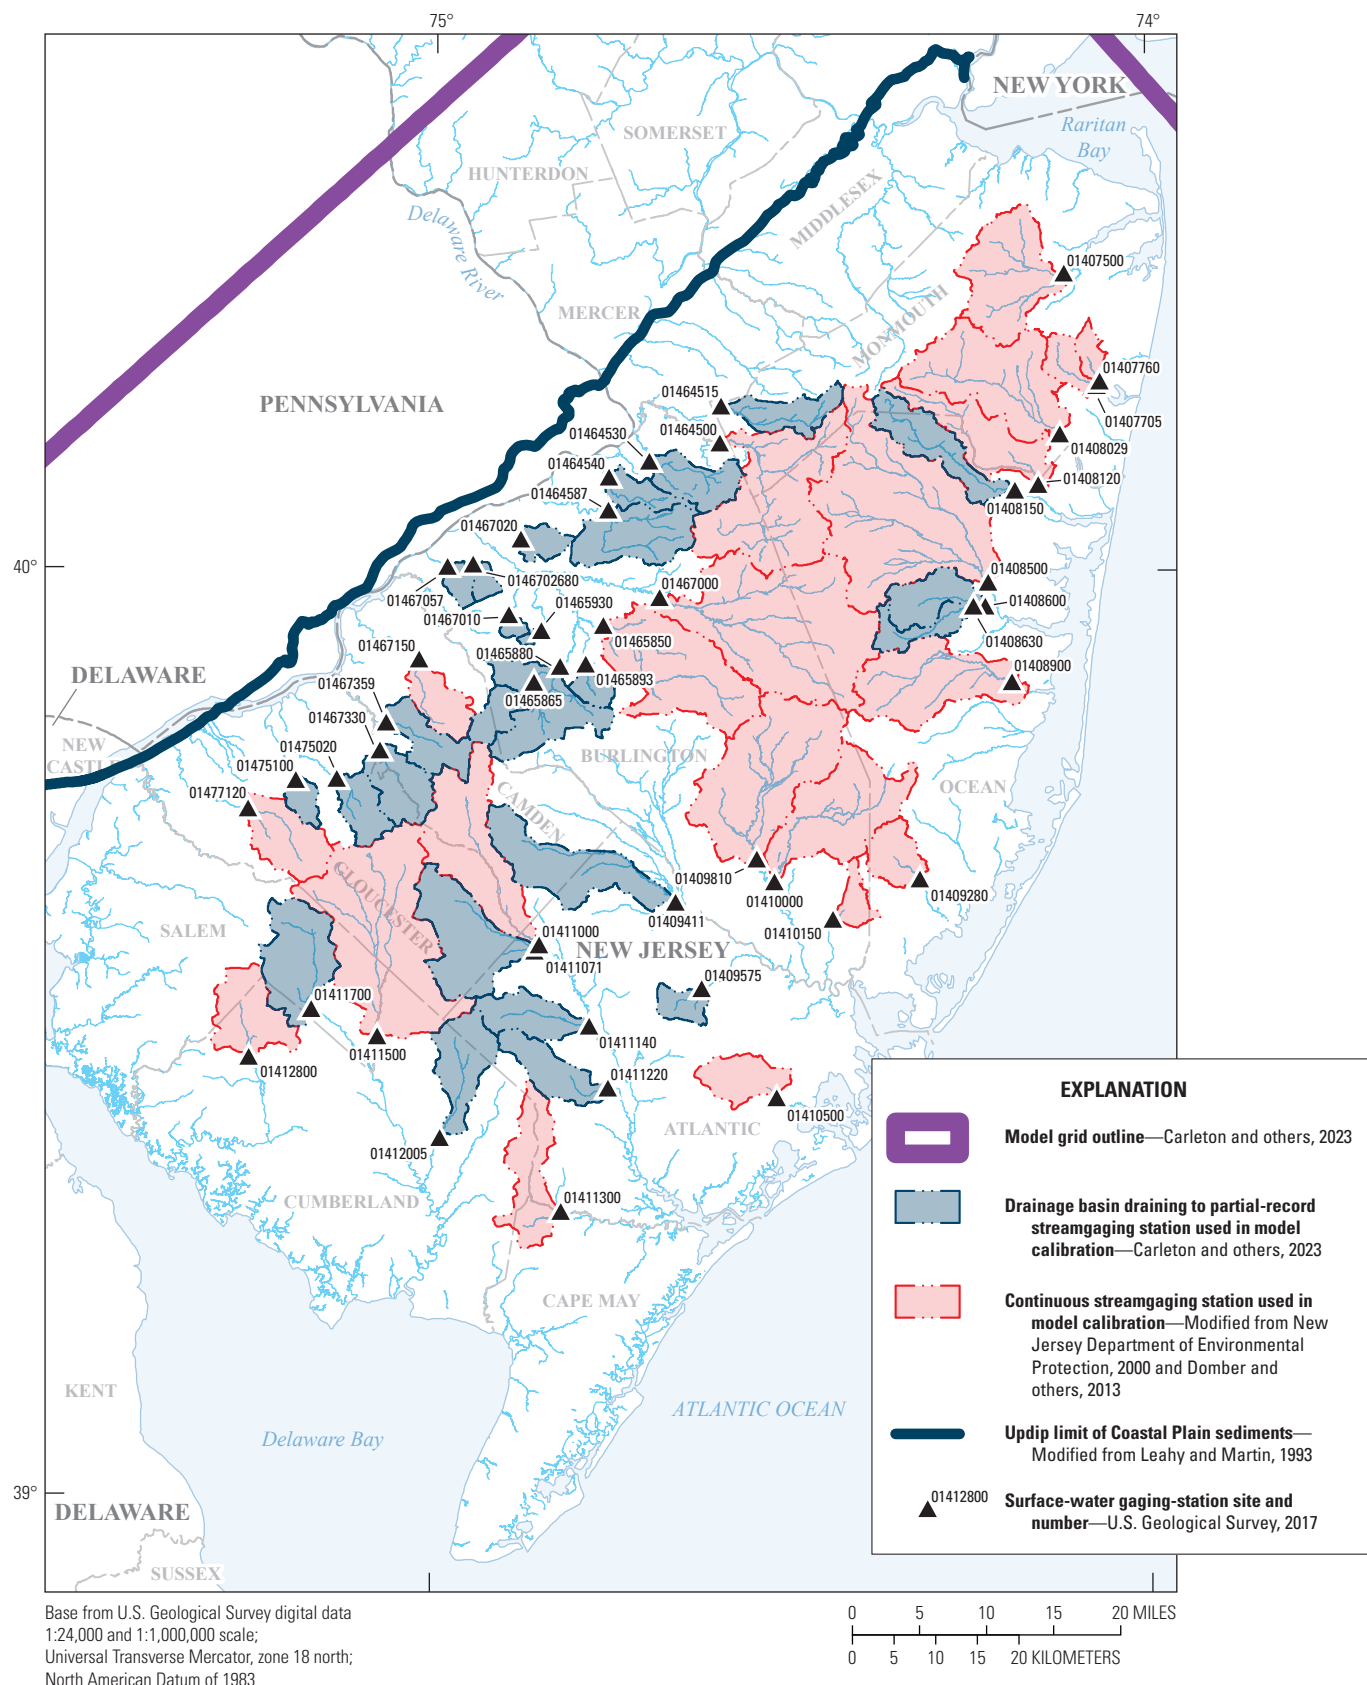 75°
74°
NEW YORK
Raritan
Bay
SOMERSET
HUNTERDON
MIDDLESEX
Delaware River
MERCER
MONMOUTH
01407500
PENNSYLVANIA
01464515
01407760
01407705
01464500
01464530
01408029
01464540
01408120
01464587
01408150
01467020
40°
01408500
0146702680
01467000
01467057
01465930
01408600
01467010
01465850
01408630
01467150
01465880
01408900
DELAWARE
01467359
01465893
01465865
01467330
NEW
CASTLE
01475020
BURLINGTON
01475100
OCEAN
01477120
CAMDEN
GLOUCESTER
01409810
01410000
01409280
01409411
SALEM
01411000
01410150
NEW JERSEY
01411071
01409575
01411700
01411140
01411500
01412800
01411220
01410500
ATLANTIC
01412005
CUMBERLAND
01411300
CAPE MAY
KENT
ATLANTIC OCEAN
Delaware Bay
39°
DELAWARE
SUSSEX
EXPLANATION
Model grid outline—Carleton and others, 2023
Drainage basin draining to partial-record
streamgaging station used in model
calibration—Carleton and others, 2023
Continuous streamgaging station used in
model calibration—Modified from New
Jersey Department of Environmental
Protection, 2000 and Domber and
others, 2013
Updip limit of Coastal Plain sediments—
Modified from Leahy and Martin, 1993
01412800
Surface-water gaging-station site and
number—U.S. Geological Survey, 2017
Base from U.S. Geological Survey digital data
1:24,000 and 1:1,000,000 scale;
Universal Transverse Mercator, zone 18 north;
North American Datum of 1983
0 5 10 15 20 MILES
0 5 10 15 20 KILOMETERS